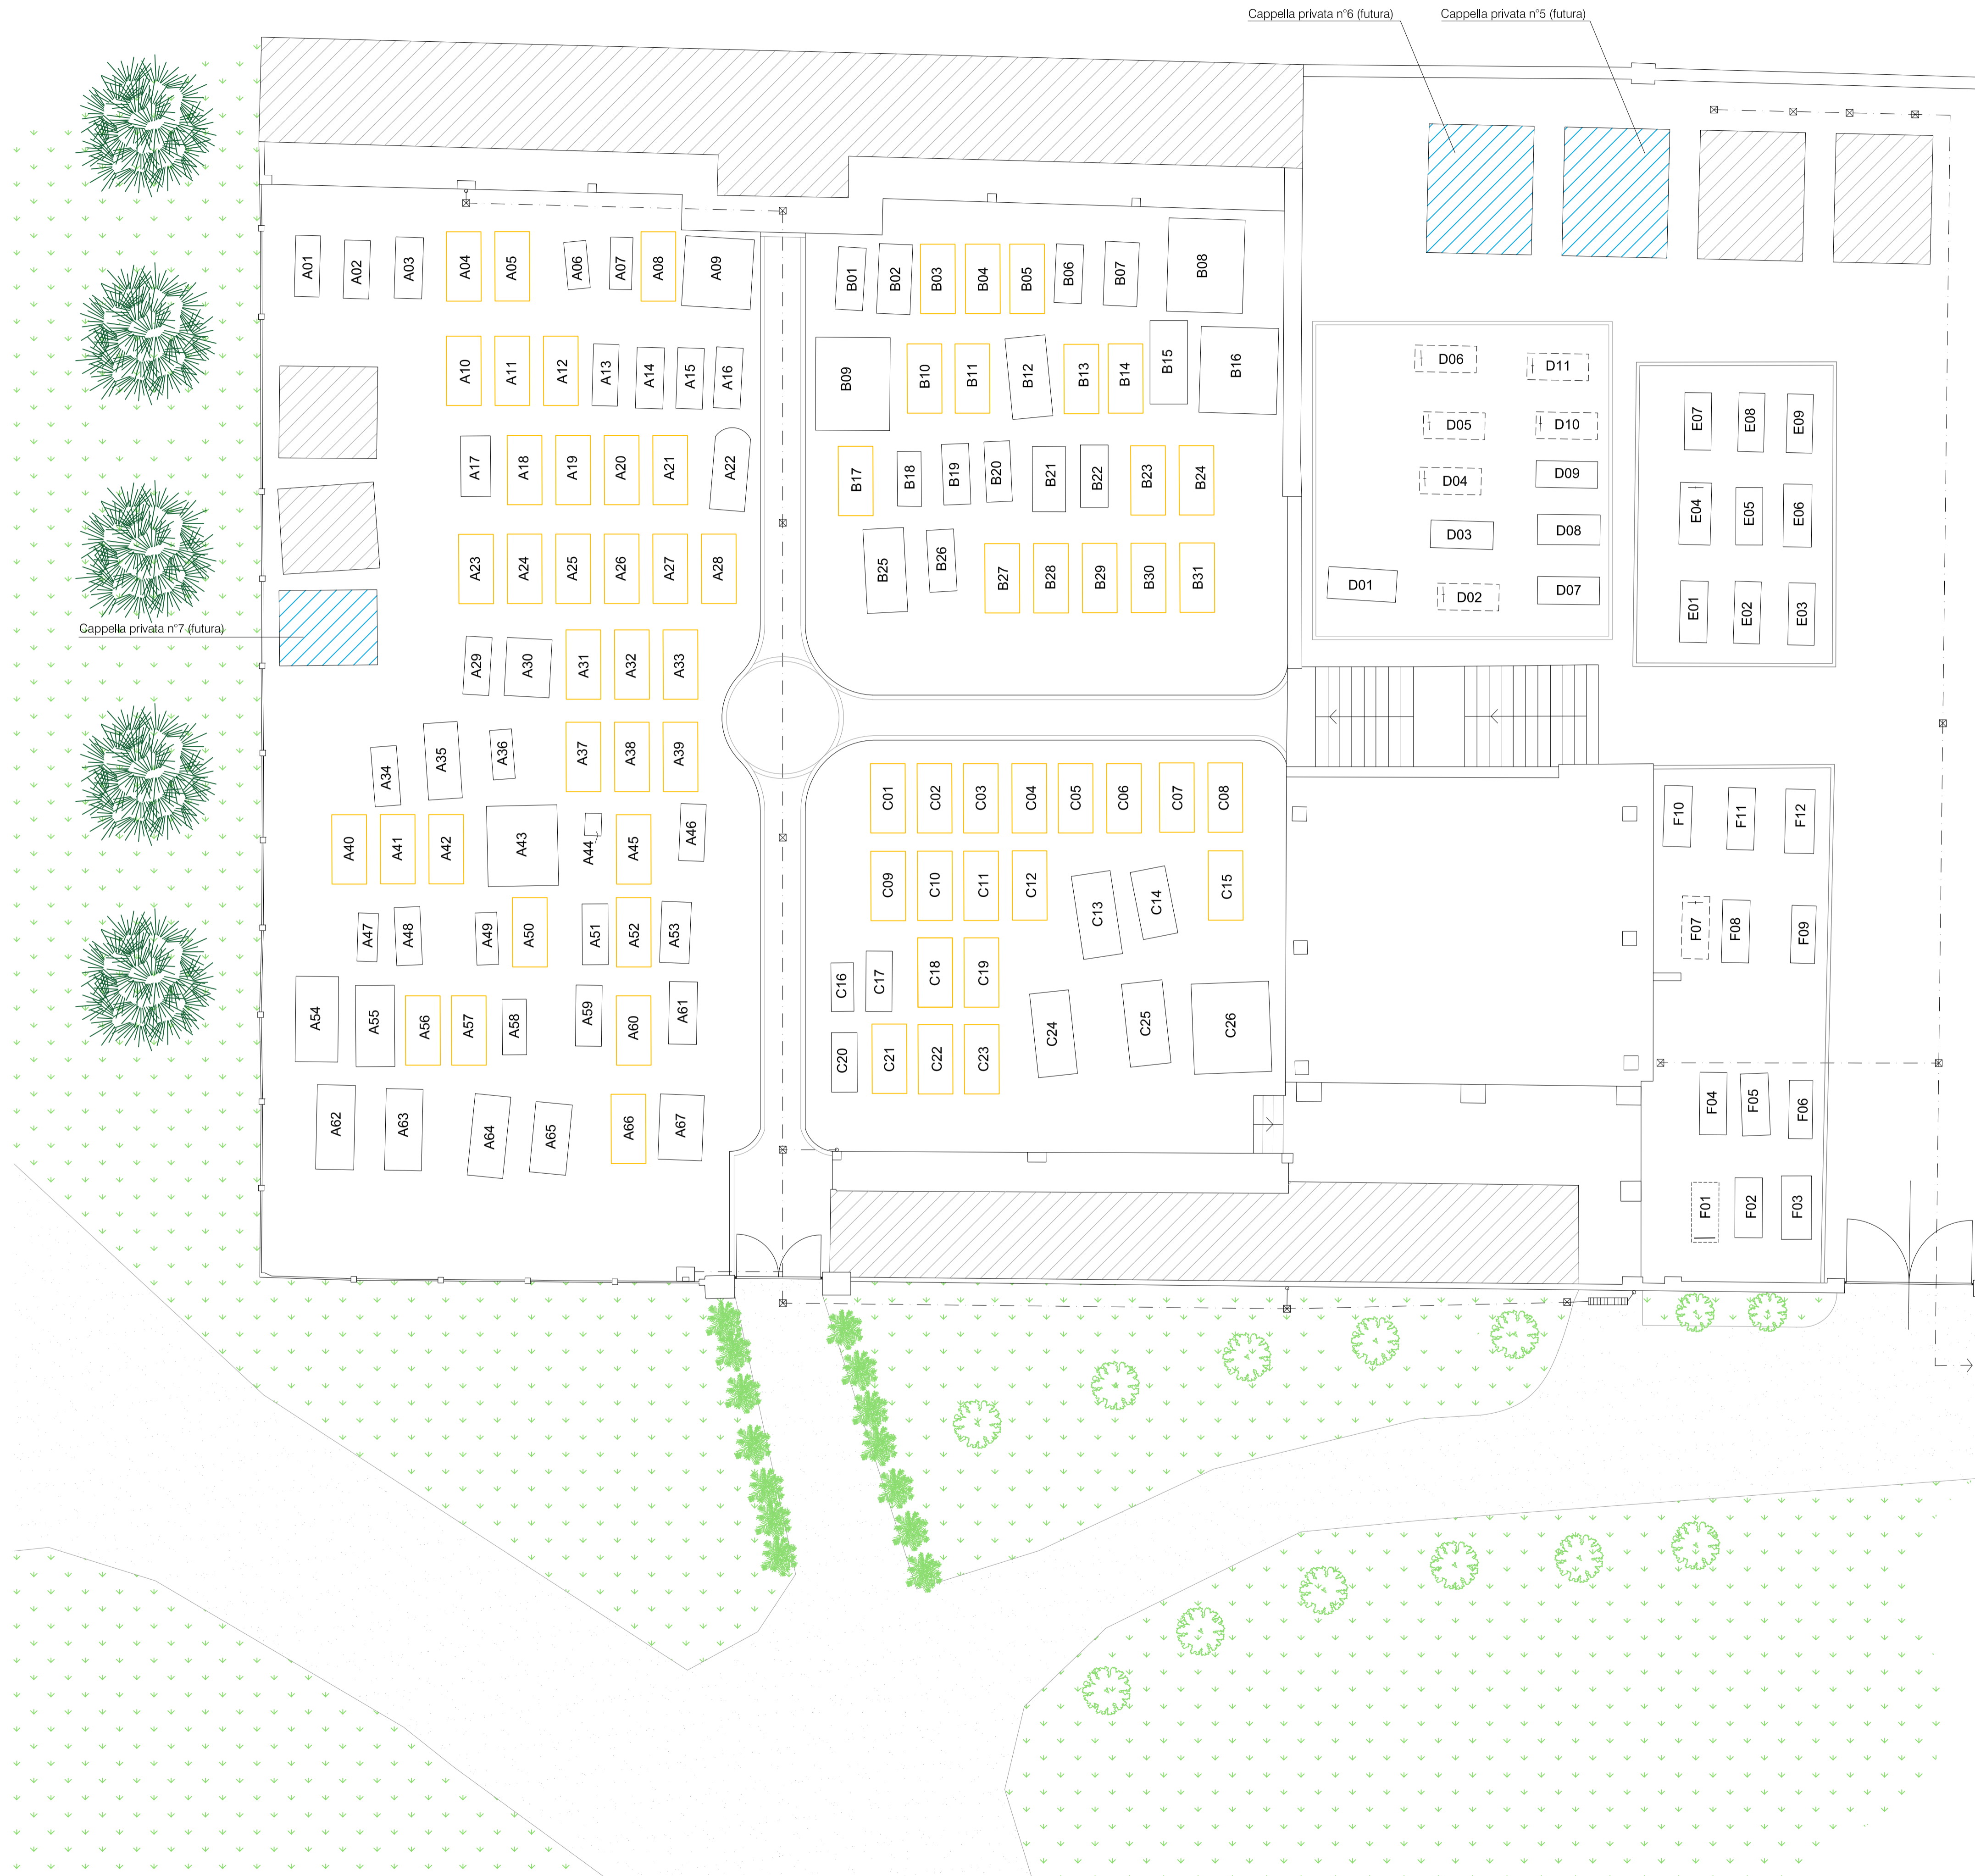 Cappella privata n°6 (futura)
Cappella privata n°5 (futura)
A01
A02
A03
A04
A05
A06
A07
A08
A09
B01
B02
B03
B04
B05
B06
B07
B08
A10
A11
A12
A13
A14
A15
A16
B09
B10
B11
B12
B13
B14
B15
B16
D06
D11
A17
A18
A19
A20
A21
A22
B17
B18
B19
B20
B21
B22
B23
B24
D05
D10
D04
D09
E07
E08
E09
A23
A24
A25
A26
A27
A28
B25
B26
B27
B28
B29
B30
B31
D03
D08
E04
E05
E06
D01
D02
D07
E01
E02
E03
Cappella privata n°7 (futura)
A29
A30
A31
A32
A33
A34
A35
A36
A37
A38
A39
C01
C02
C03
C04
C05
C06
C07
C08
F10
F11
F12
A40
A41
A42
A43
A44
A45
A46
C09
C10
C11
C12
C13
C14
C15
A47
A48
A49
A50
A51
A52
A53
F07
F08
F09
C16
C17
C18
C19
A54
A55
A56
A57
A58
A59
A60
A61
C20
C21
C22
C23
C24
C25
C26
F04
F05
F06
A62
A63
A64
A65
A66
A67
F01
F02
F03